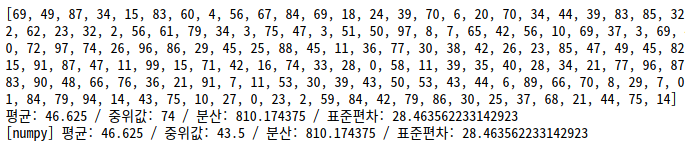 [69, 49, 87, 34, 15, 83, 60, 4, 56, 67, 84, 69, 18, 24, 39, 70, 6, 20, 70, 34, 44, 39, 83, 85, 32
2, 62, 23, 32, 2, 56, 61, 79, 34, 3, 75, 47, 3, 51, 50, 97, 8, 7, 65, 42, 56, 10, 69, 37, 3, 69,
0, 72, 97, 74, 26, 96, 86, 29, 45, 25, 88, 45, 11, 36, 77, 30, 38, 42, 26, 23, 85, 47, 49, 45, 82
15, 91, 87, 47, 11, 99, 15, 71, 42, 16, 74, 33, 28, 0, 58, 11, 39, 35, 40, 28, 34, 21, 77, 96, 87
83, 90, 48, 66, 76, 36, 21, 91, 7, 11, 53, 30, 39, 43, 50, 53, 43, 44, 6, 89, 66, 70, 8, 29, 7, 0
1, 84, 79, 94, 14, 43, 75, 10, 27, 0, 23, 2, 59, 84, 42, 79, 86, 30, 25, 37, 68, 21, 44, 75, 14]
평균: 46.625 / 중위값: 74 / 분산: 810.174375 / 표준편차: 28.463562233142923
[numpy] 평균: 46.625 / 중위값: 43.5 / 분산: 810.174375 / 표준편차: 28.463562233142923